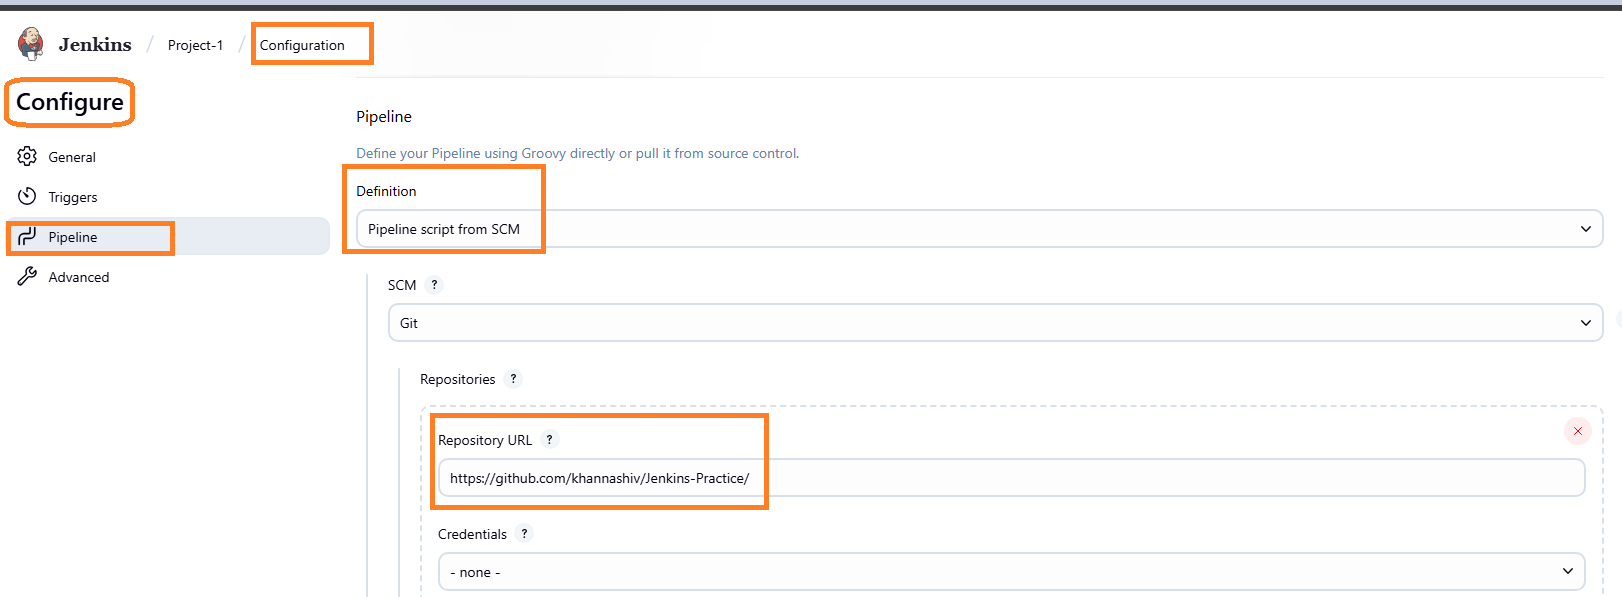 Jenkins / Project-1 / Configuration
Configure
General
Triggers
Pipeline
Advanced
Pipeline
Define your Pipeline using Groovy directly or pull it from source control.
Definition
Pipeline script from SCM
SCM ?
Git
Repositories ?
Repository URL ?
https://github.com/khannashiv/Jenkins-Practice/
Credentials ?
- none -